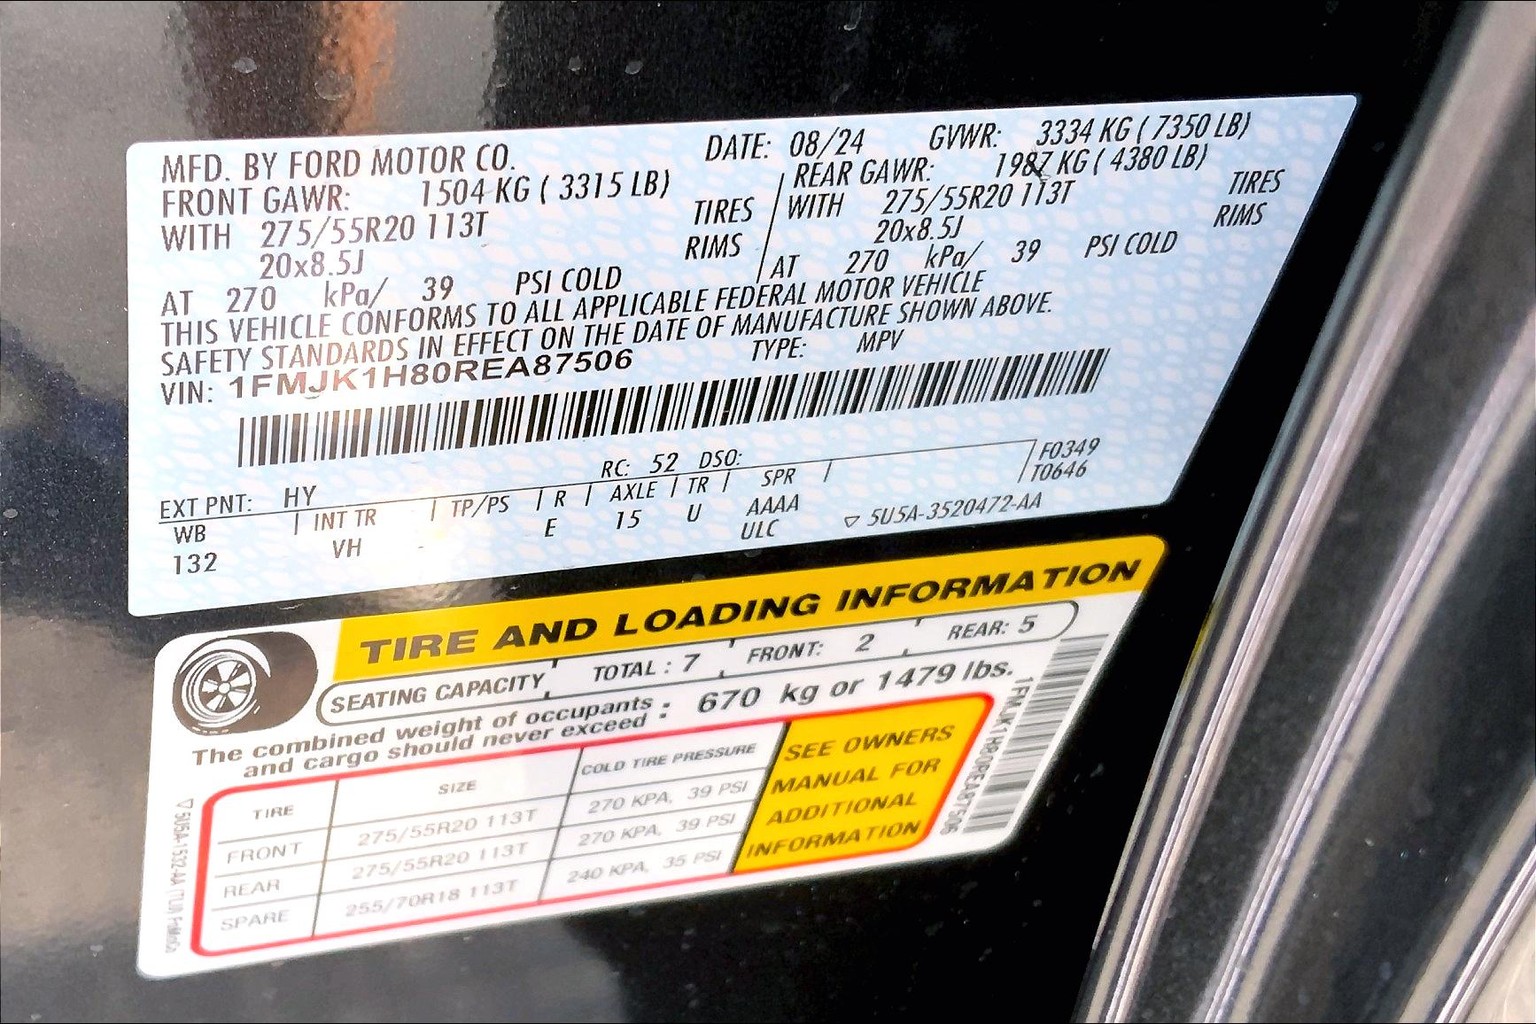 MFD. BY FORD MOTOR CO. DATE: 08/24 GVWR: 3334 KG ( 7350 LB)
FRONT GAWR: 1504 KG ( 3315 LB) REAR GAWR: 1987 KG ( 4380 LB)
WITH 275/55R20 113T TIRES WITH 275/55R20 113T TIRES
20x8.5J RIMS 20x8.5J RIMS
AT 270 kPa/ 39 PSI COLD AT 270 kPa/ 39 PSI COLD
THIS VEHICLE CONFORMS TO ALL APPLICABLE FEDERAL MOTOR VEHICLE
SAFETY STANDARDS IN EFFECT ON THE DATE OF MANUFACTURE SHOWN ABOVE.
VIN: 1FMJK1H80REA87506 TYPE: MPV
EXT PNT: HY RC: 52 DSO: F0349
WB INT TR TP/PS R AXLE TR SPR T0646
132 VH E 15 U AAAA
ULC ▽ 5U5A-3520472-AA
TIRE AND LOADING INFORMATION
SEATING CAPACITY TOTAL : 7 FRONT: 2 REAR: 5
The combined weight of occupants
and cargo should never exceed : 670 kg or 1479 lbs.
TIRE SIZE COLD TIRE PRESSURE
FRONT 275/55R20 113T 270 KPA, 39 PSI
REAR 275/55R20 113T 270 KPA, 39 PSI
SPARE 255/70R18 113T 240 KPA, 35 PSI
SEE OWNERS
MANUAL FOR
ADDITIONAL
INFORMATION
1FMJK1H80REA87506
▽ 5U5A-1532-AA